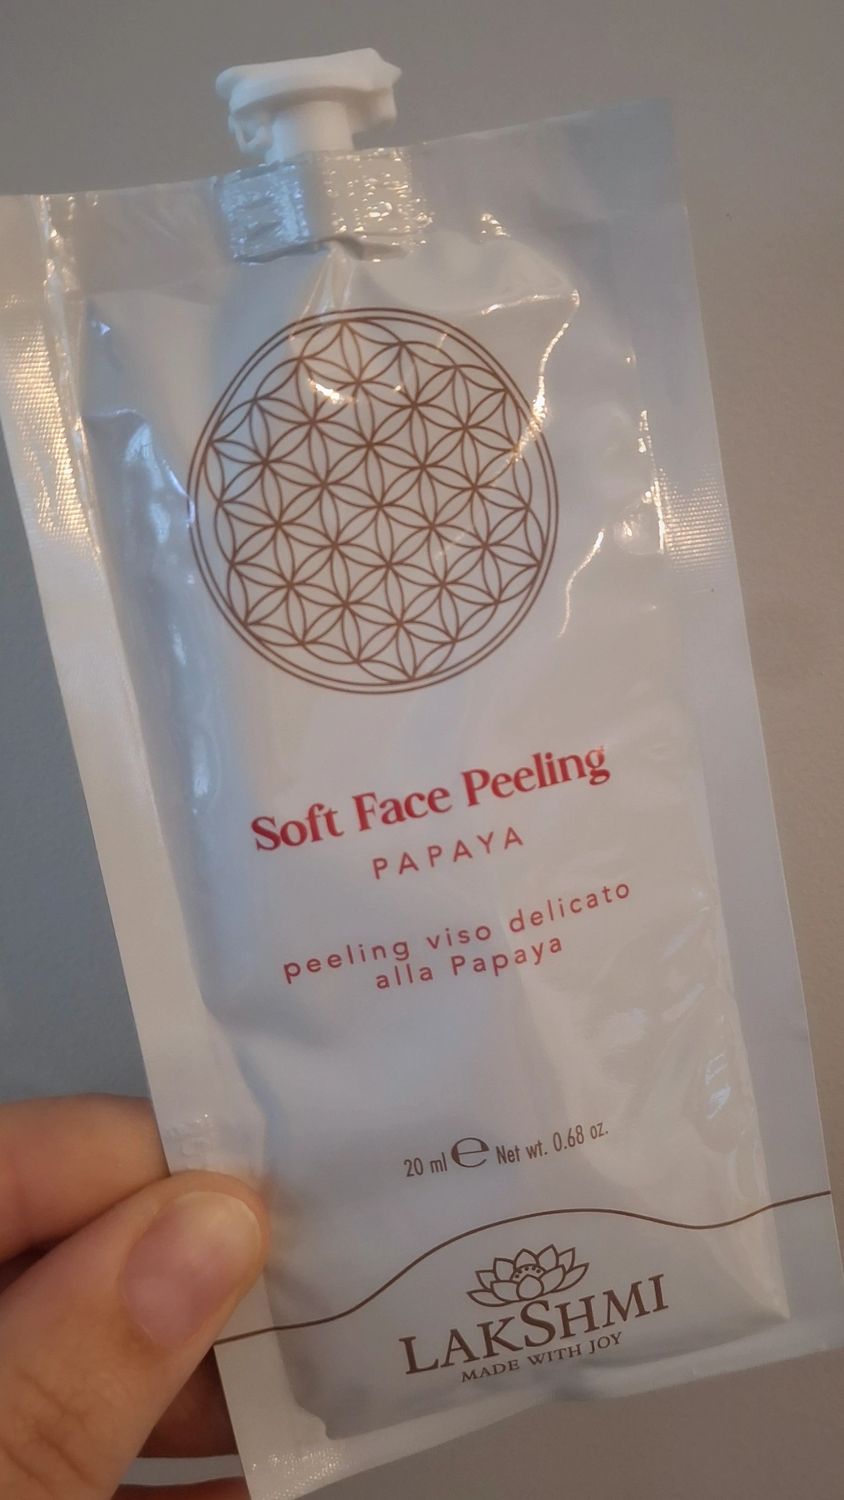 Soft Face Peeling
PAPAYA
peeling viso delicato
alla Papaya
20 ml ℮ Net wt. 0.68 oz.
LAKSHMI
MADE WITH JOY